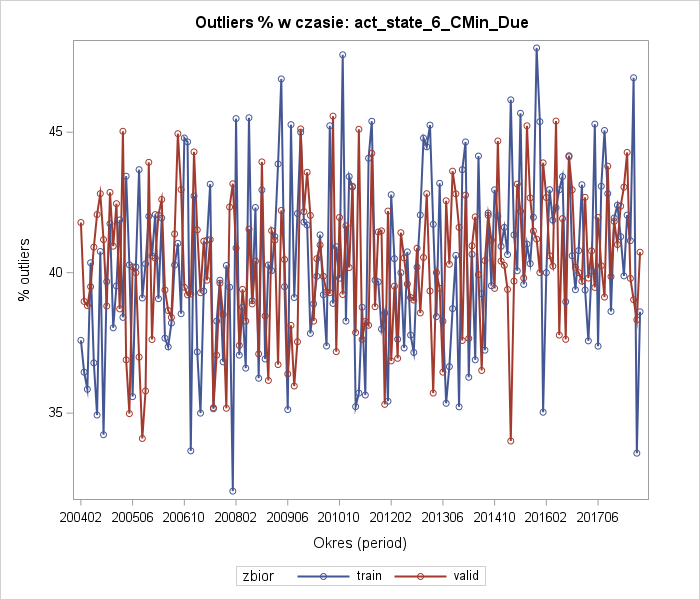 Outliers % w czasie: act_state_6_CMin_Due
% outliers
45
40
35
200402 200506 200610 200802 200906 201010 201202 201306 201410 201602 201706
Okres (period)
zbior train valid